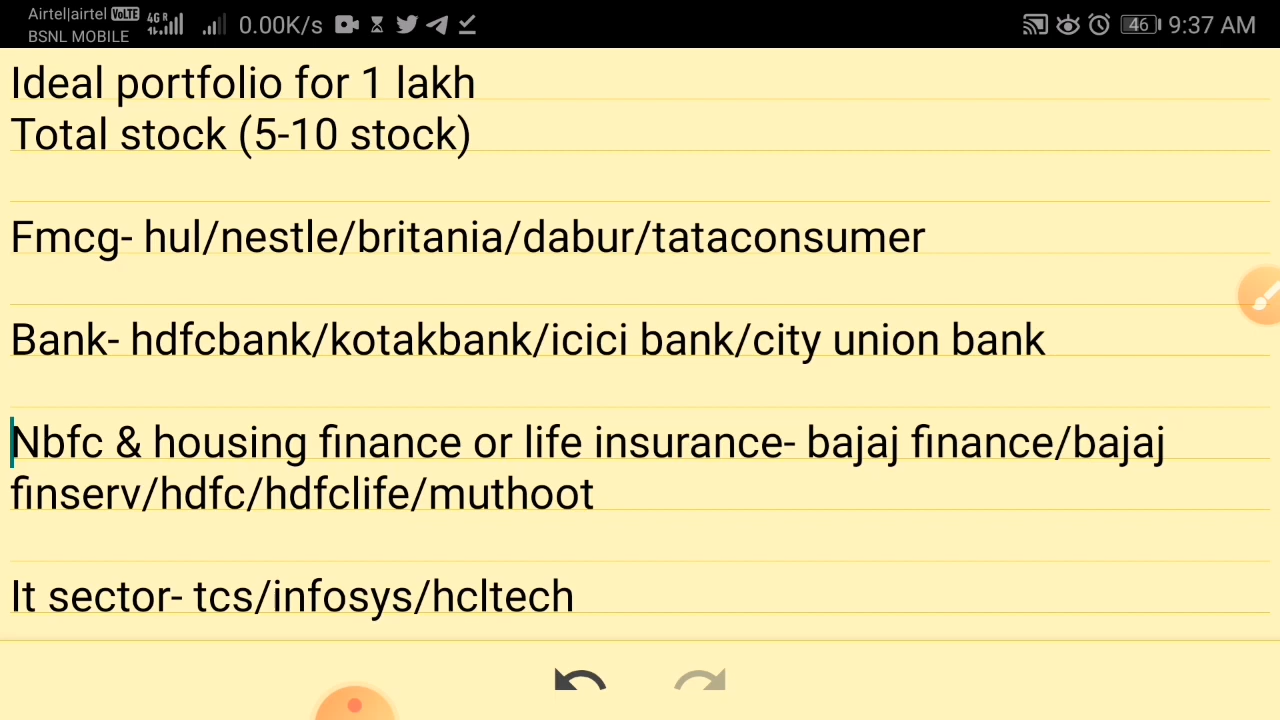 Airtel|airtel VoLTE 4G R 0.00K/s 46 9:37 AM
BSNL MOBILE
Ideal portfolio for 1 lakh
Total stock (5-10 stock)
Fmcg- hul/nestle/britania/dabur/tataconsumer
Bank- hdfcbank/kotakbank/icici bank/city union bank
Nbfc & housing finance or life insurance- bajaj finance/bajaj
finserv/hdfc/hdfclife/muthoot
It sector- tcs/infosys/hcltech